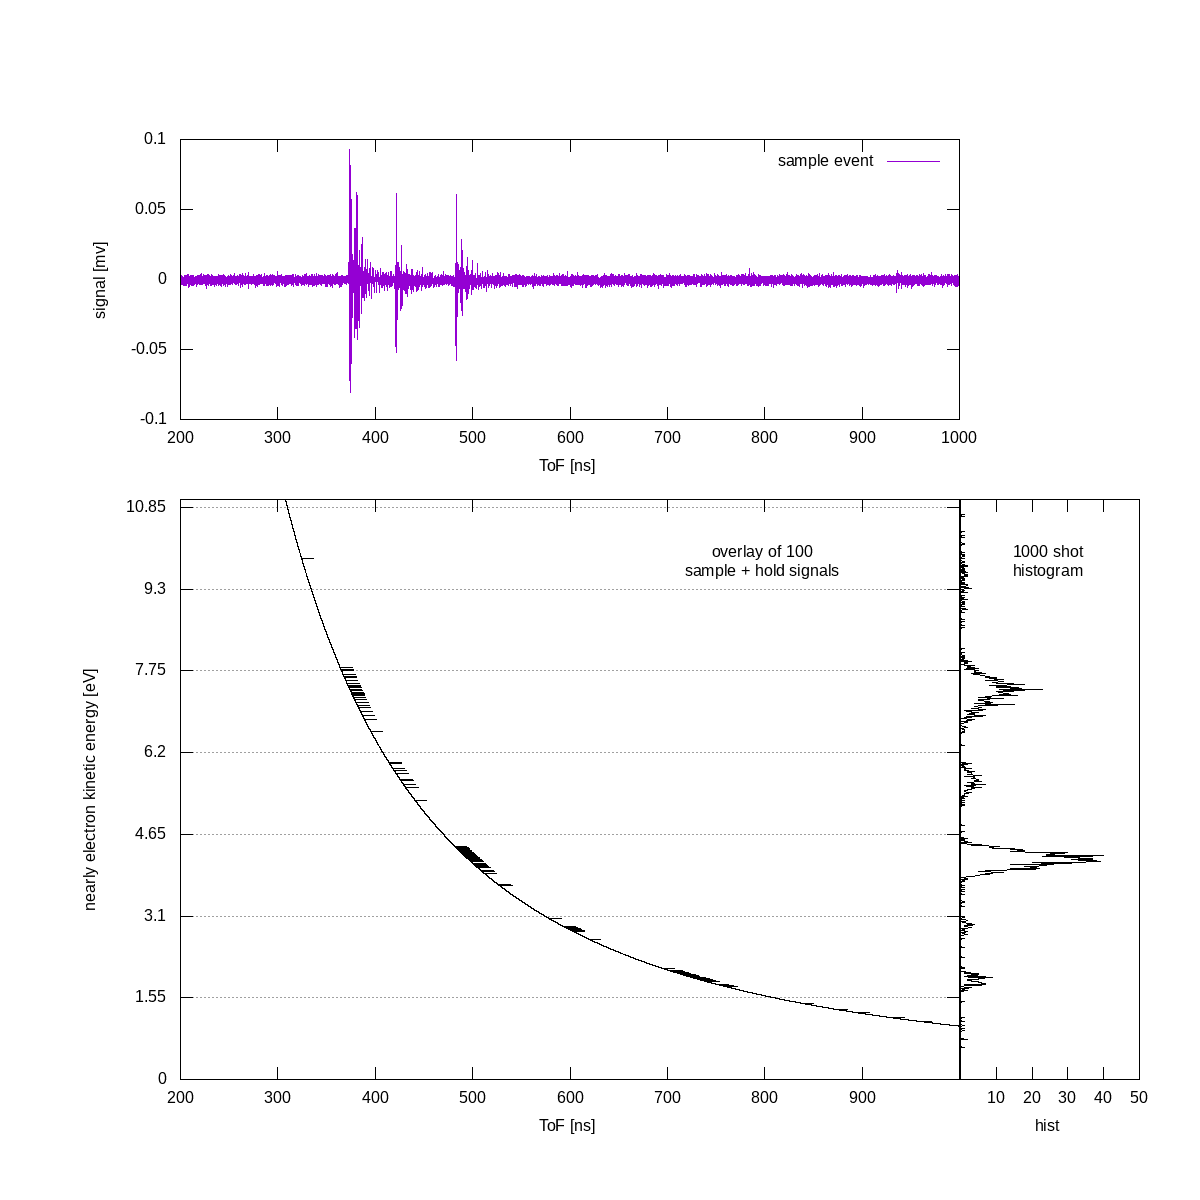 0.1
sample event
0.05
signal [mv]
0
-0.05
-0.1
200 300 400 500 600 700 800 900 1000
ToF [ns]
10.85
overlay of 100
sample + hold signals
1000 shot
histogram
9.3
7.75
nearly electron kinetic energy [eV]
6.2
4.65
3.1
1.55
0
200 300 400 500 600 700 800 900
10 20 30 40 50
ToF [ns]
hist